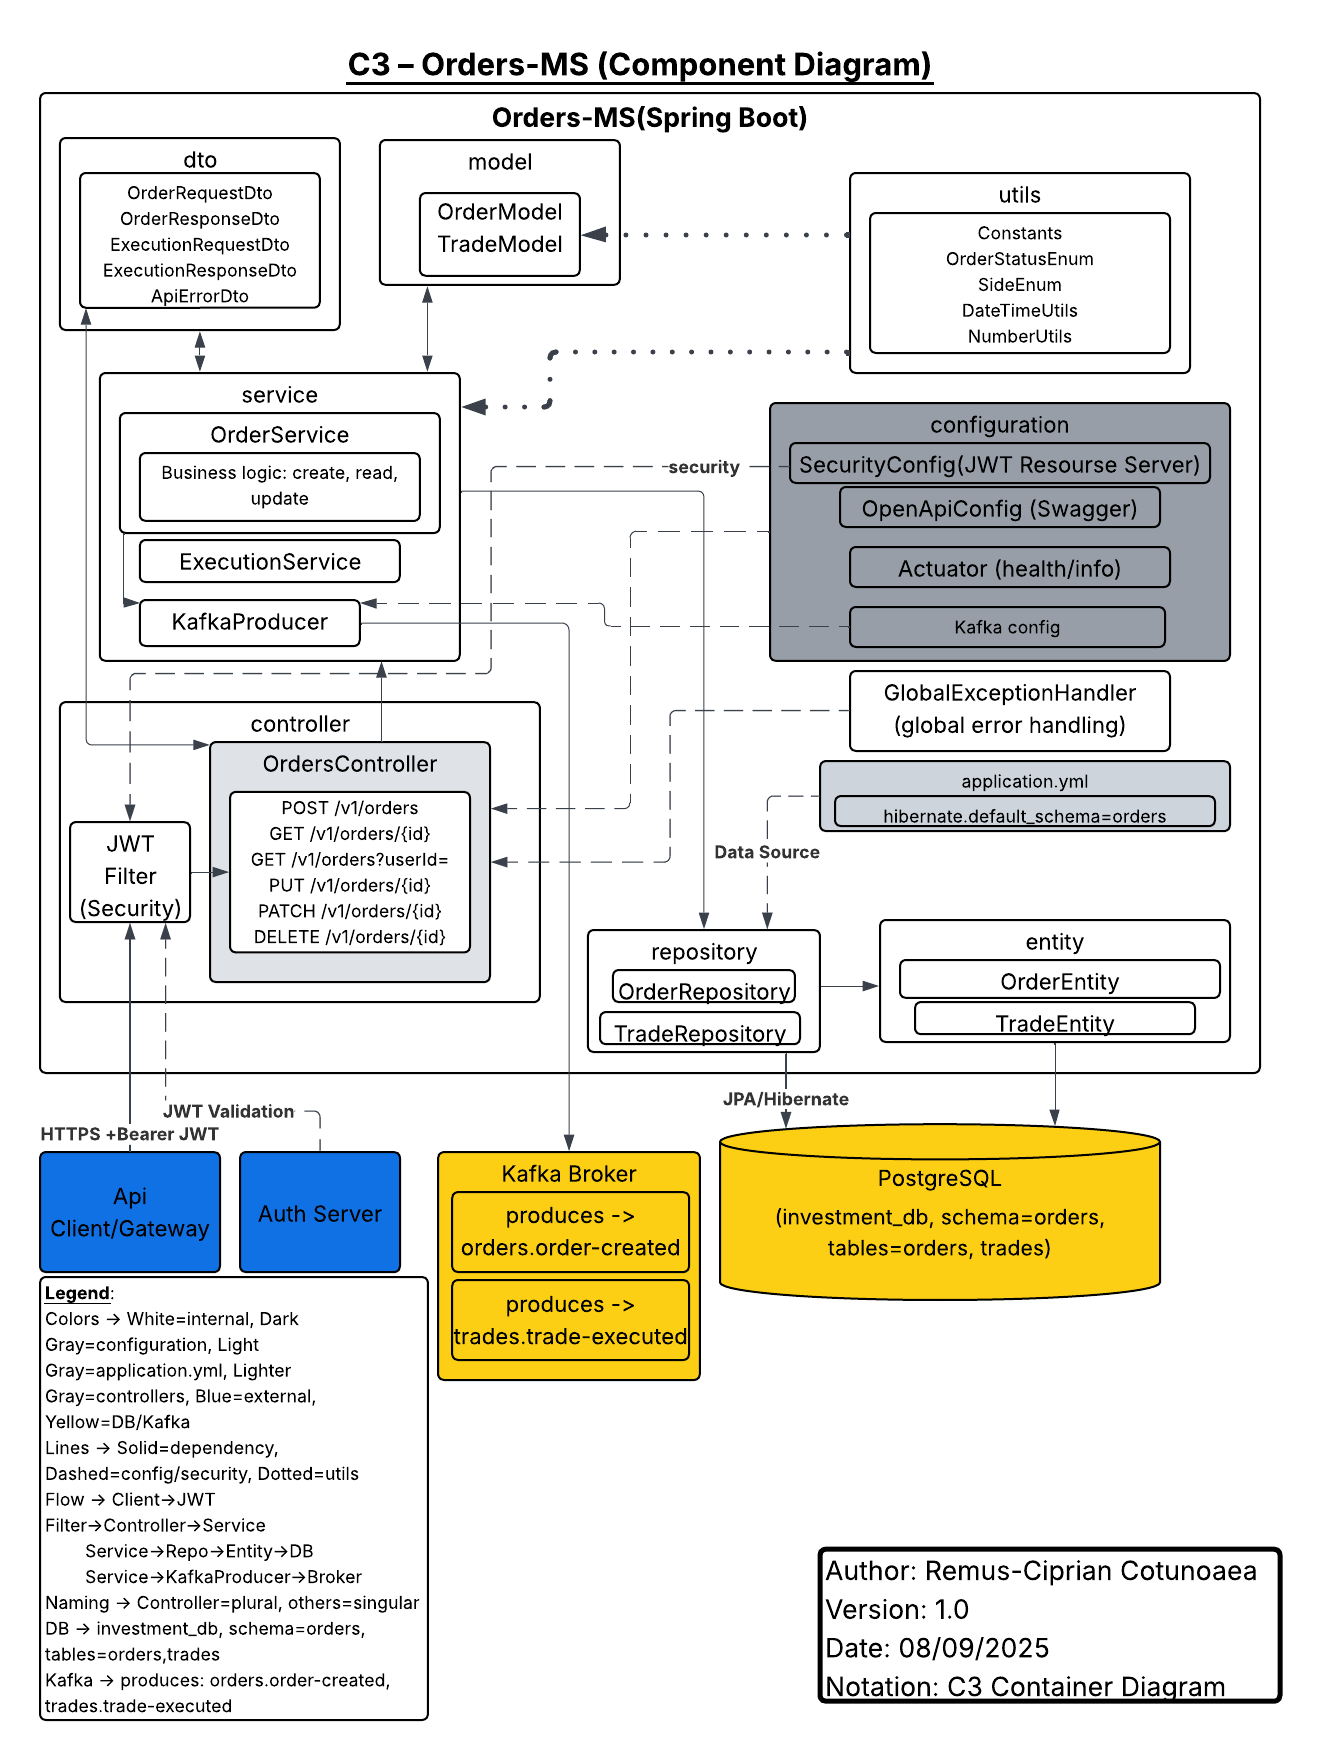 C3 – Orders-MS (Component Diagram)
Orders-MS(Spring Boot)
dto
OrderRequestDto
OrderResponseDto
ExecutionRequestDto
ExecutionResponseDto
ApiErrorDto
model
OrderModel
TradeModel
utils
Constants
OrderStatusEnum
SideEnum
DateTimeUtils
NumberUtils
service
OrderService
Business logic: create, read,
update
ExecutionService
KafkaProducer
security
configuration
SecurityConfig(JWT Resourse Server)
OpenApiConfig (Swagger)
Actuator (health/info)
Kafka config
GlobalExceptionHandler
(global error handling)
application.yml
hibernate.default_schema=orders
Data Source
controller
OrdersController
POST /v1/orders
GET /v1/orders/{id}
GET /v1/orders?userId=
PUT /v1/orders/{id}
PATCH /v1/orders/{id}
DELETE /v1/orders/{id}
JWT
Filter
(Security)
repository
OrderRepository
TradeRepository
entity
OrderEntity
TradeEntity
JPA/Hibernate
JWT Validation
HTTPS +Bearer JWT
Api
Client/Gateway
Auth Server
Kafka Broker
produces ->
orders.order-created
produces ->
trades.trade-executed
PostgreSQL
(investment_db, schema=orders,
tables=orders, trades)
Legend:
Colors → White=internal, Dark
Gray=configuration, Light
Gray=application.yml, Lighter
Gray=controllers, Blue=external,
Yellow=DB/Kafka
Lines → Solid=dependency,
Dashed=config/security, Dotted=utils
Flow → Client→JWT
Filter→Controller→Service
Service→Repo→Entity→DB
Service→KafkaProducer→Broker
Naming → Controller=plural, others=singular
DB → investment_db, schema=orders,
tables=orders,trades
Kafka → produces: orders.order-created,
trades.trade-executed
Author: Remus-Ciprian Cotunoaea
Version: 1.0
Date: 08/09/2025
Notation: C3 Container Diagram